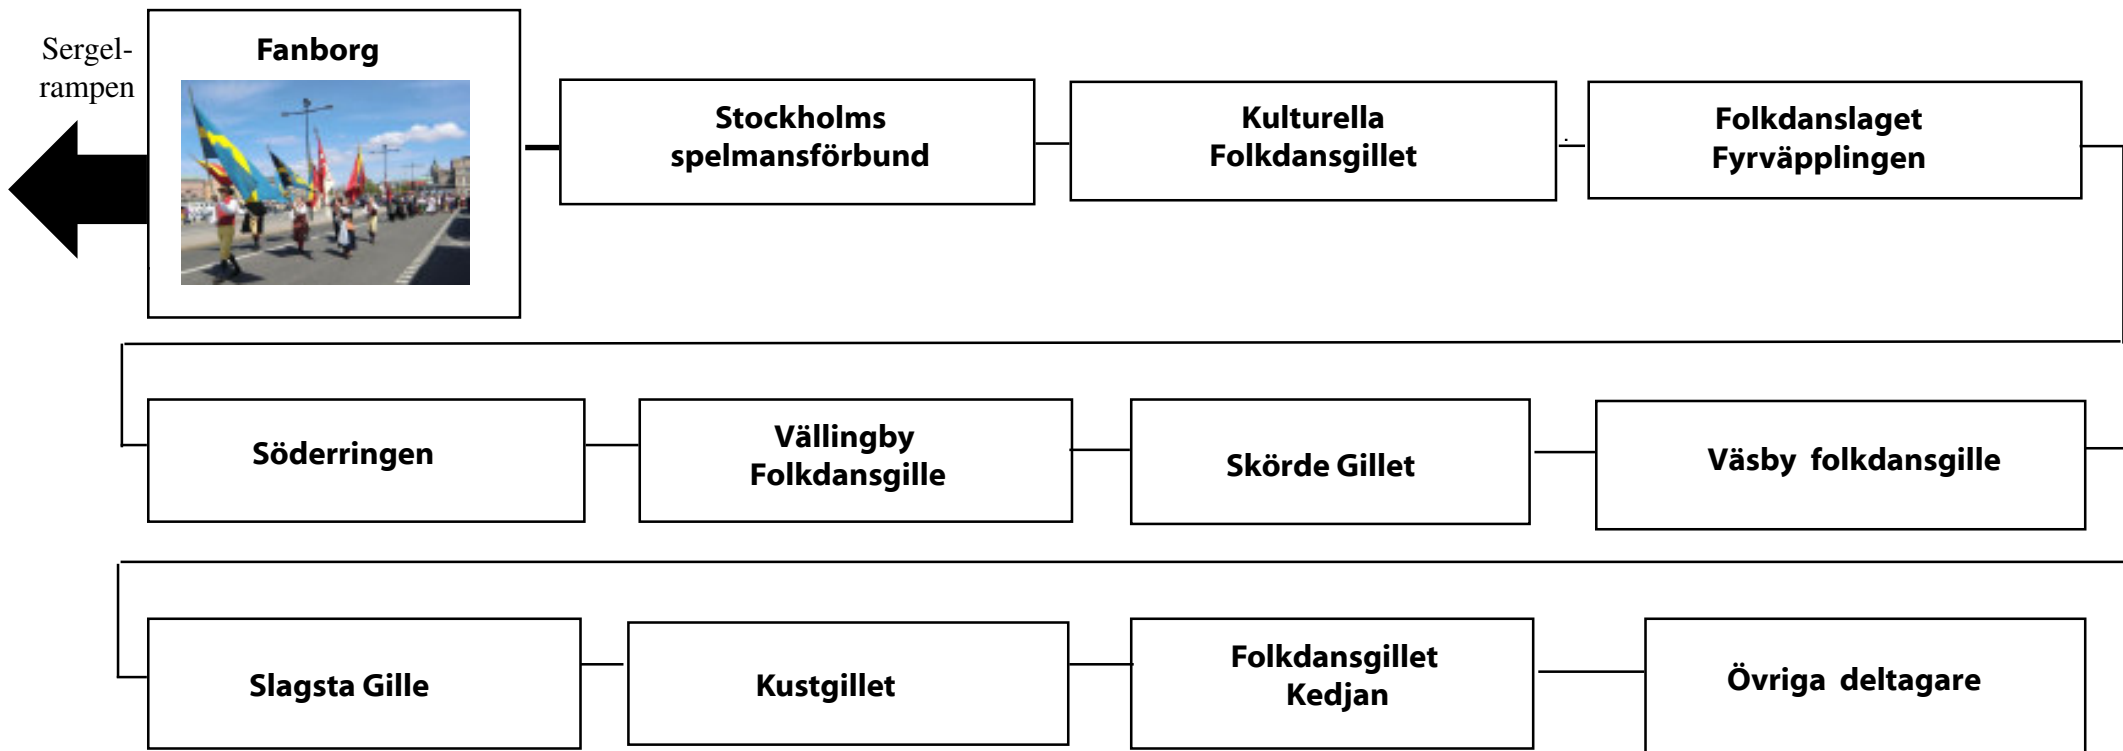 Sergel-
rampen
Fanborg
Stockholms
spelmansförbund
Kulturella
Folkdansgillet
Folkdanslaget
Fyrväpplingen
Söderringen
Vällingby
Folkdansgille
Skörde Gillet
Väsby folkdansgille
Slagsta Gille
Kustgillet
Folkdansgillet
Kedjan
Övriga deltagare